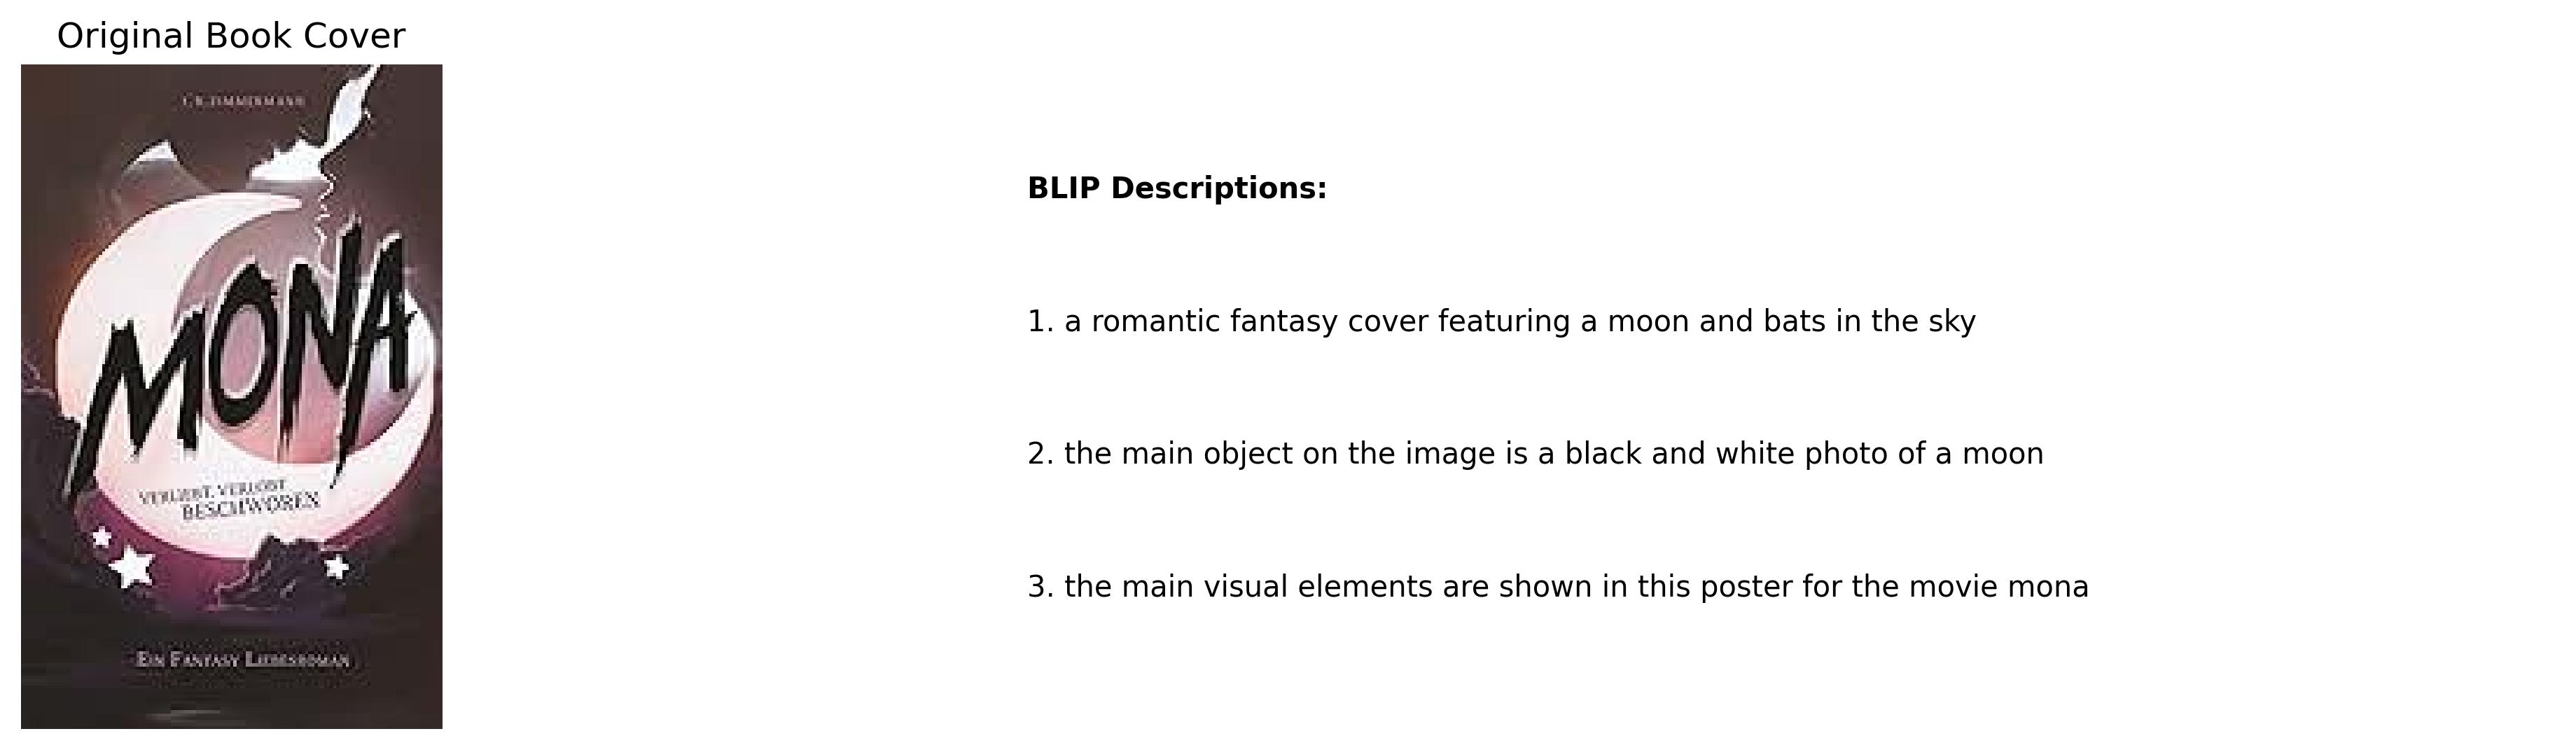 Original Book Cover
MONA
VERLIEBT, VERLOBT
BESCHWOREN
EIN FANTASY LIEBESROMAN
BLIP Descriptions:
1. a romantic fantasy cover featuring a moon and bats in the sky
2. the main object on the image is a black and white photo of a moon
3. the main visual elements are shown in this poster for the movie mona